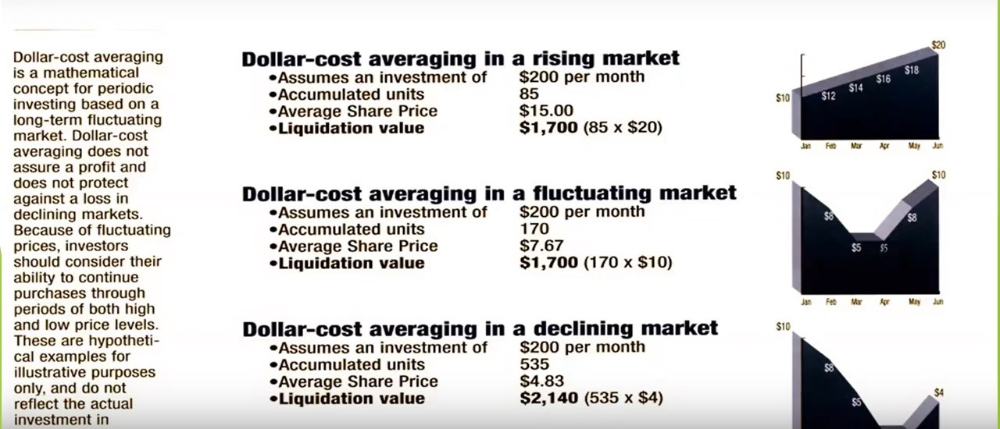 Dollar-cost averaging
is a mathematical
concept for periodic
investing based on a
long-term fluctuating
market. Dollar-cost
averaging does not
assure a profit and
does not protect
against a loss in
declining markets.
Because of fluctuating
prices, investors
should consider their
ability to continue
purchases through
periods of both high
and low price levels.
These are hypotheti-
cal examples for
illustrative purposes
only, and do not
reflect the actual
investment in
Dollar-cost averaging in a rising market
•Assumes an investment of $200 per month
•Accumulated units 85
•Average Share Price $15.00
•Liquidation value $1,700 (85 x $20)
$10 $12 $14 $16 $18 $20
Jan Feb Mar Apr May Jun
Dollar-cost averaging in a fluctuating market
•Assumes an investment of $200 per month
•Accumulated units 170
•Average Share Price $7.67
•Liquidation value $1,700 (170 x $10)
$10 $8 $5 $5 $8 $10
Jan Feb Mar Apr May Jun
Dollar-cost averaging in a declining market
•Assumes an investment of $200 per month
•Accumulated units 535
•Average Share Price $4.83
•Liquidation value $2,140 (535 x $4)
$10 $8 $5 $4